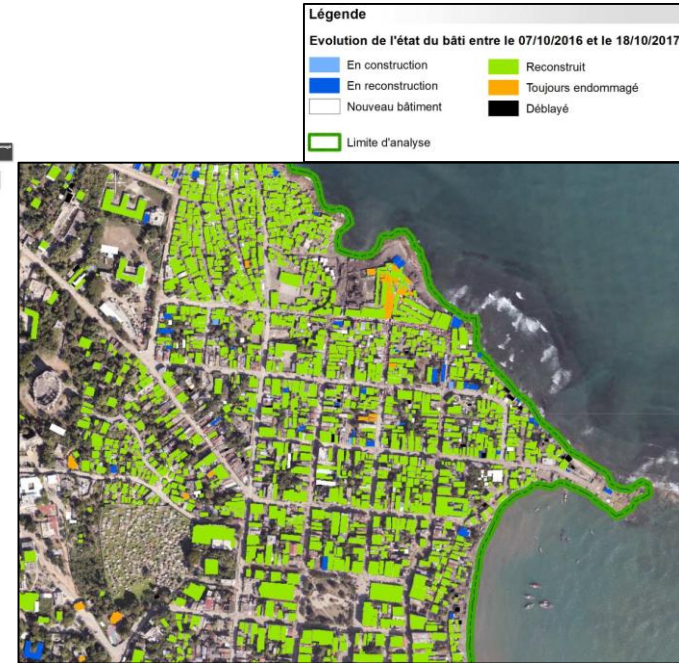 Légende
Evolution de l'état du bâti entre le 07/10/2016 et le 18/10/2017
En construction
En reconstruction
Nouveau bâtiment
Reconstruit
Toujours endommagé
Déblayé
Limite d'analyse